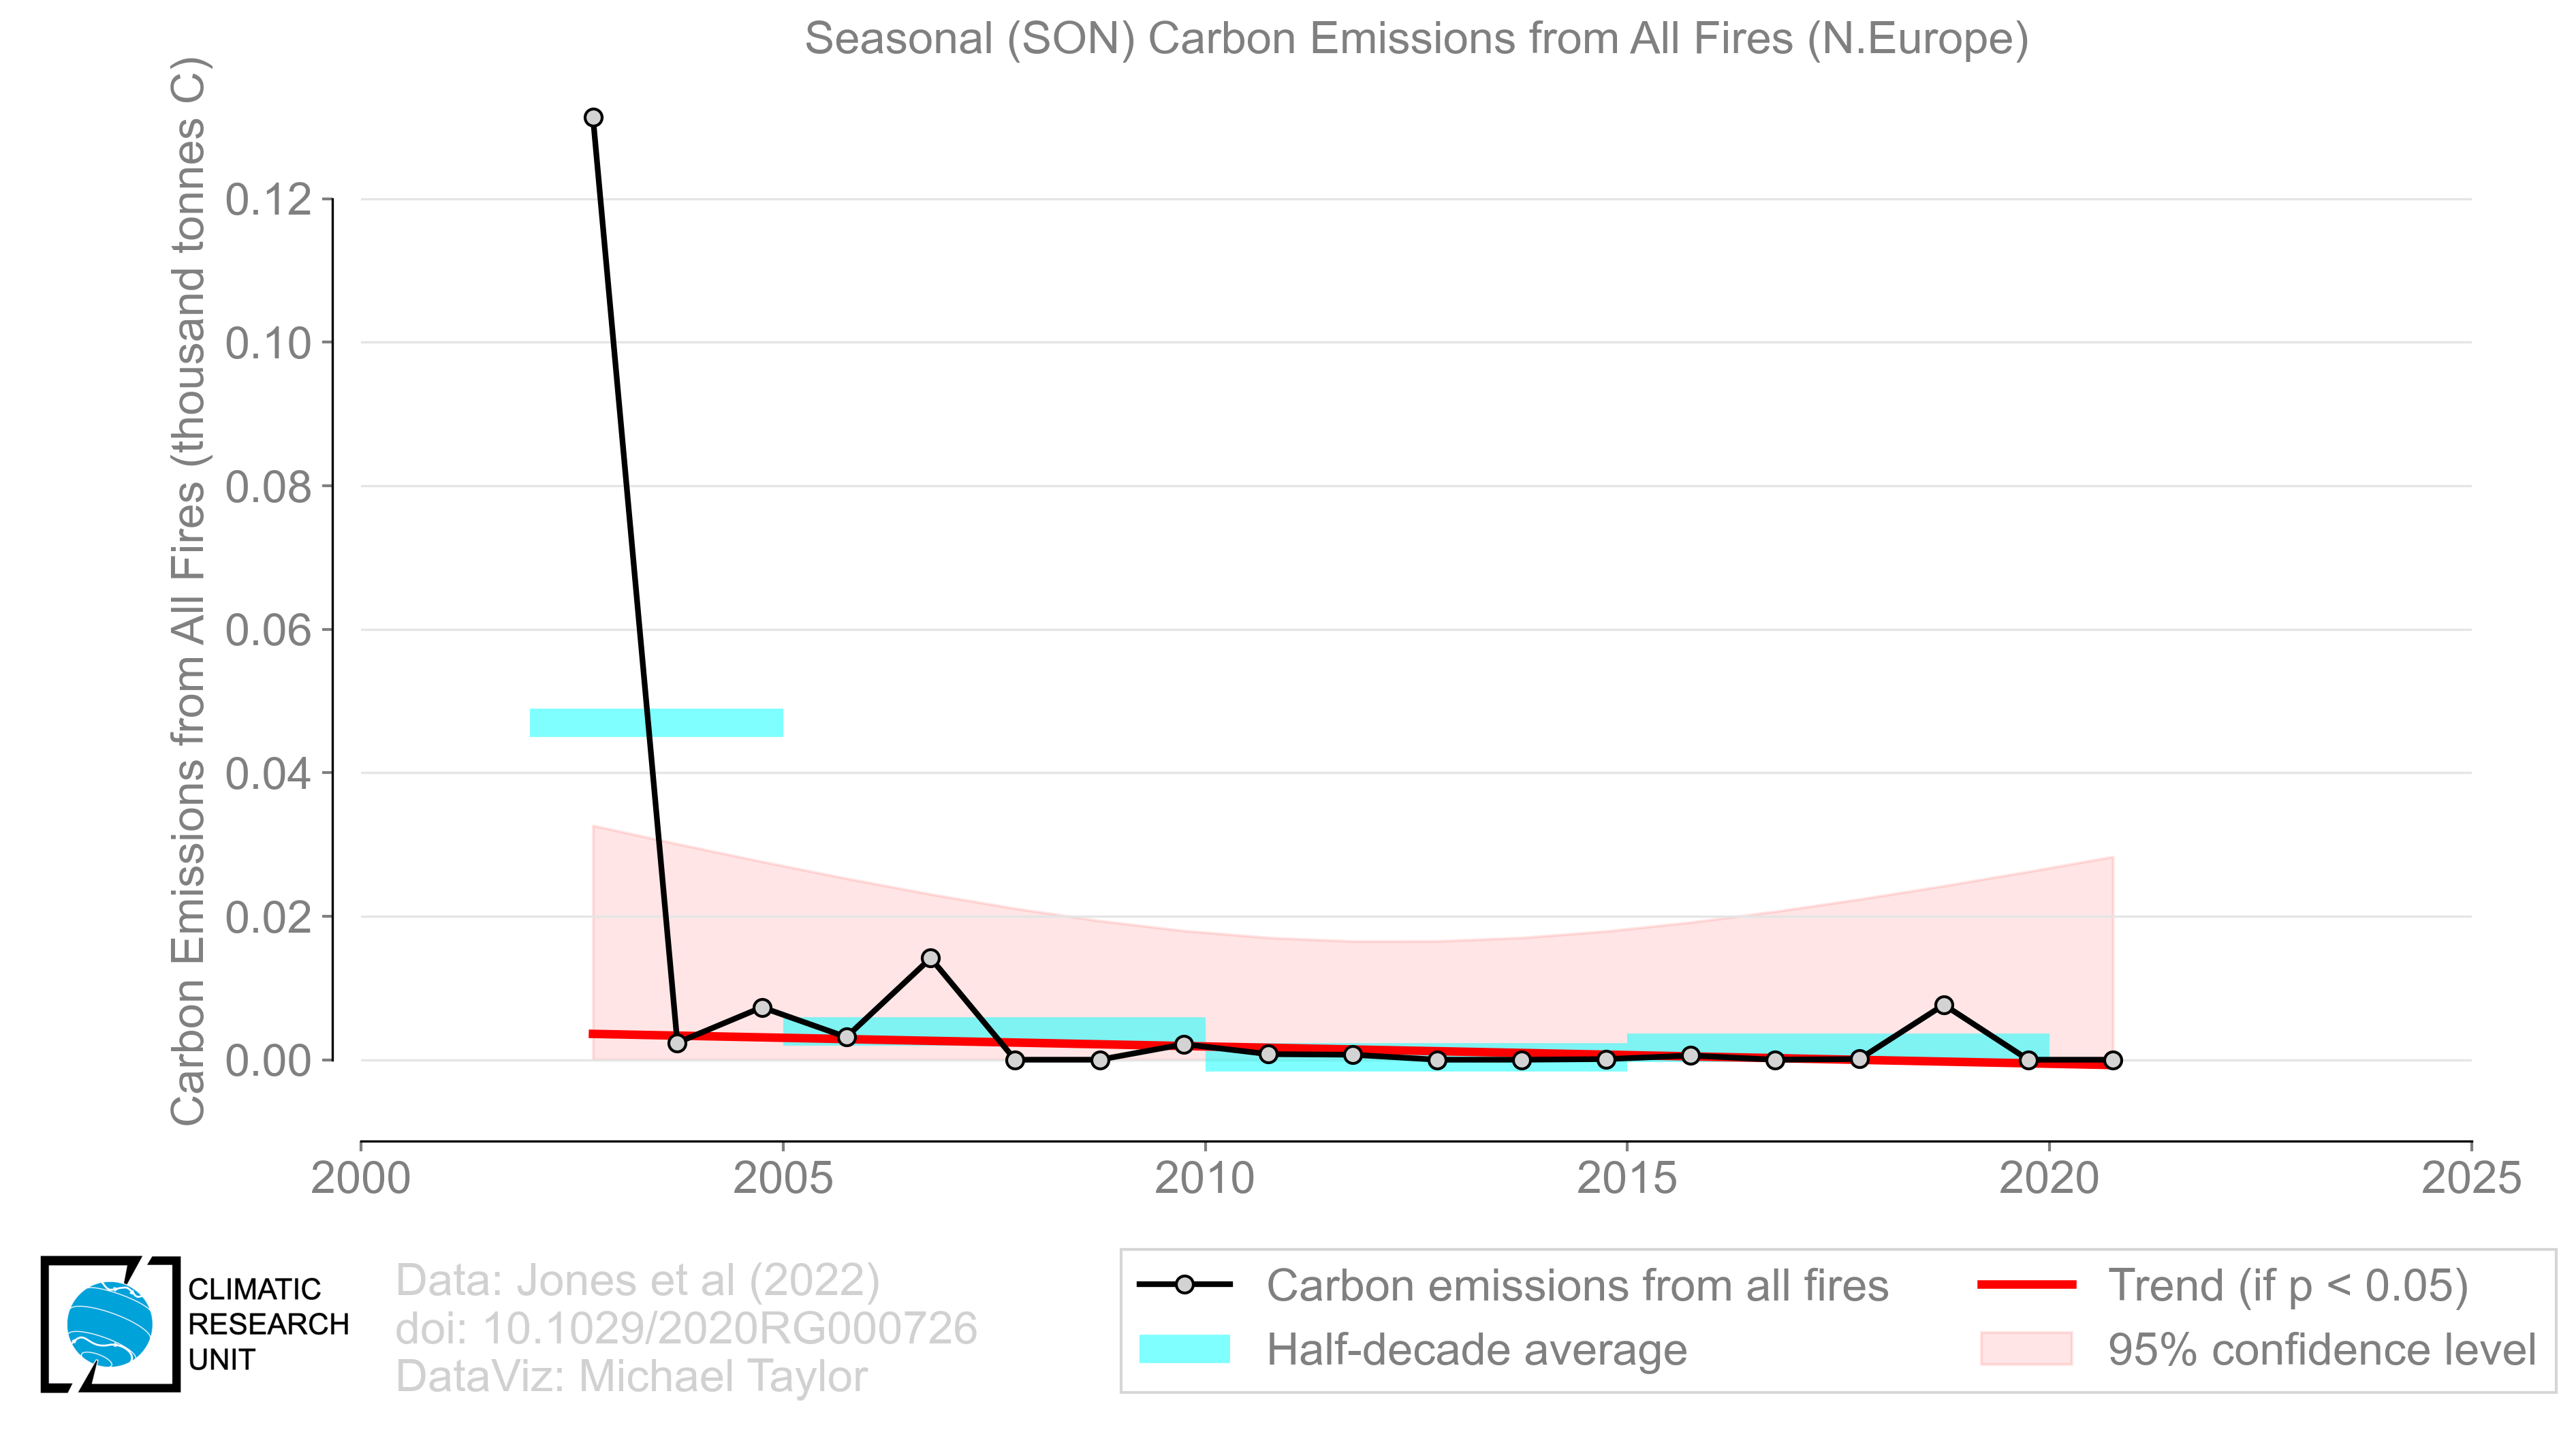 Seasonal (SON) Carbon Emissions from All Fires (N.Europe)
Carbon Emissions from All Fires (thousand tonnes C)
0.12
0.10
0.08
0.06
0.04
0.02
0.00
2000 2005 2010 2015 2020 2025
CLIMATIC
RESEARCH
UNIT
Data: Jones et al (2022)
doi: 10.1029/2020RG000726
DataViz: Michael Taylor
Carbon emissions from all fires
Half-decade average
Trend (if p < 0.05)
95% confidence level